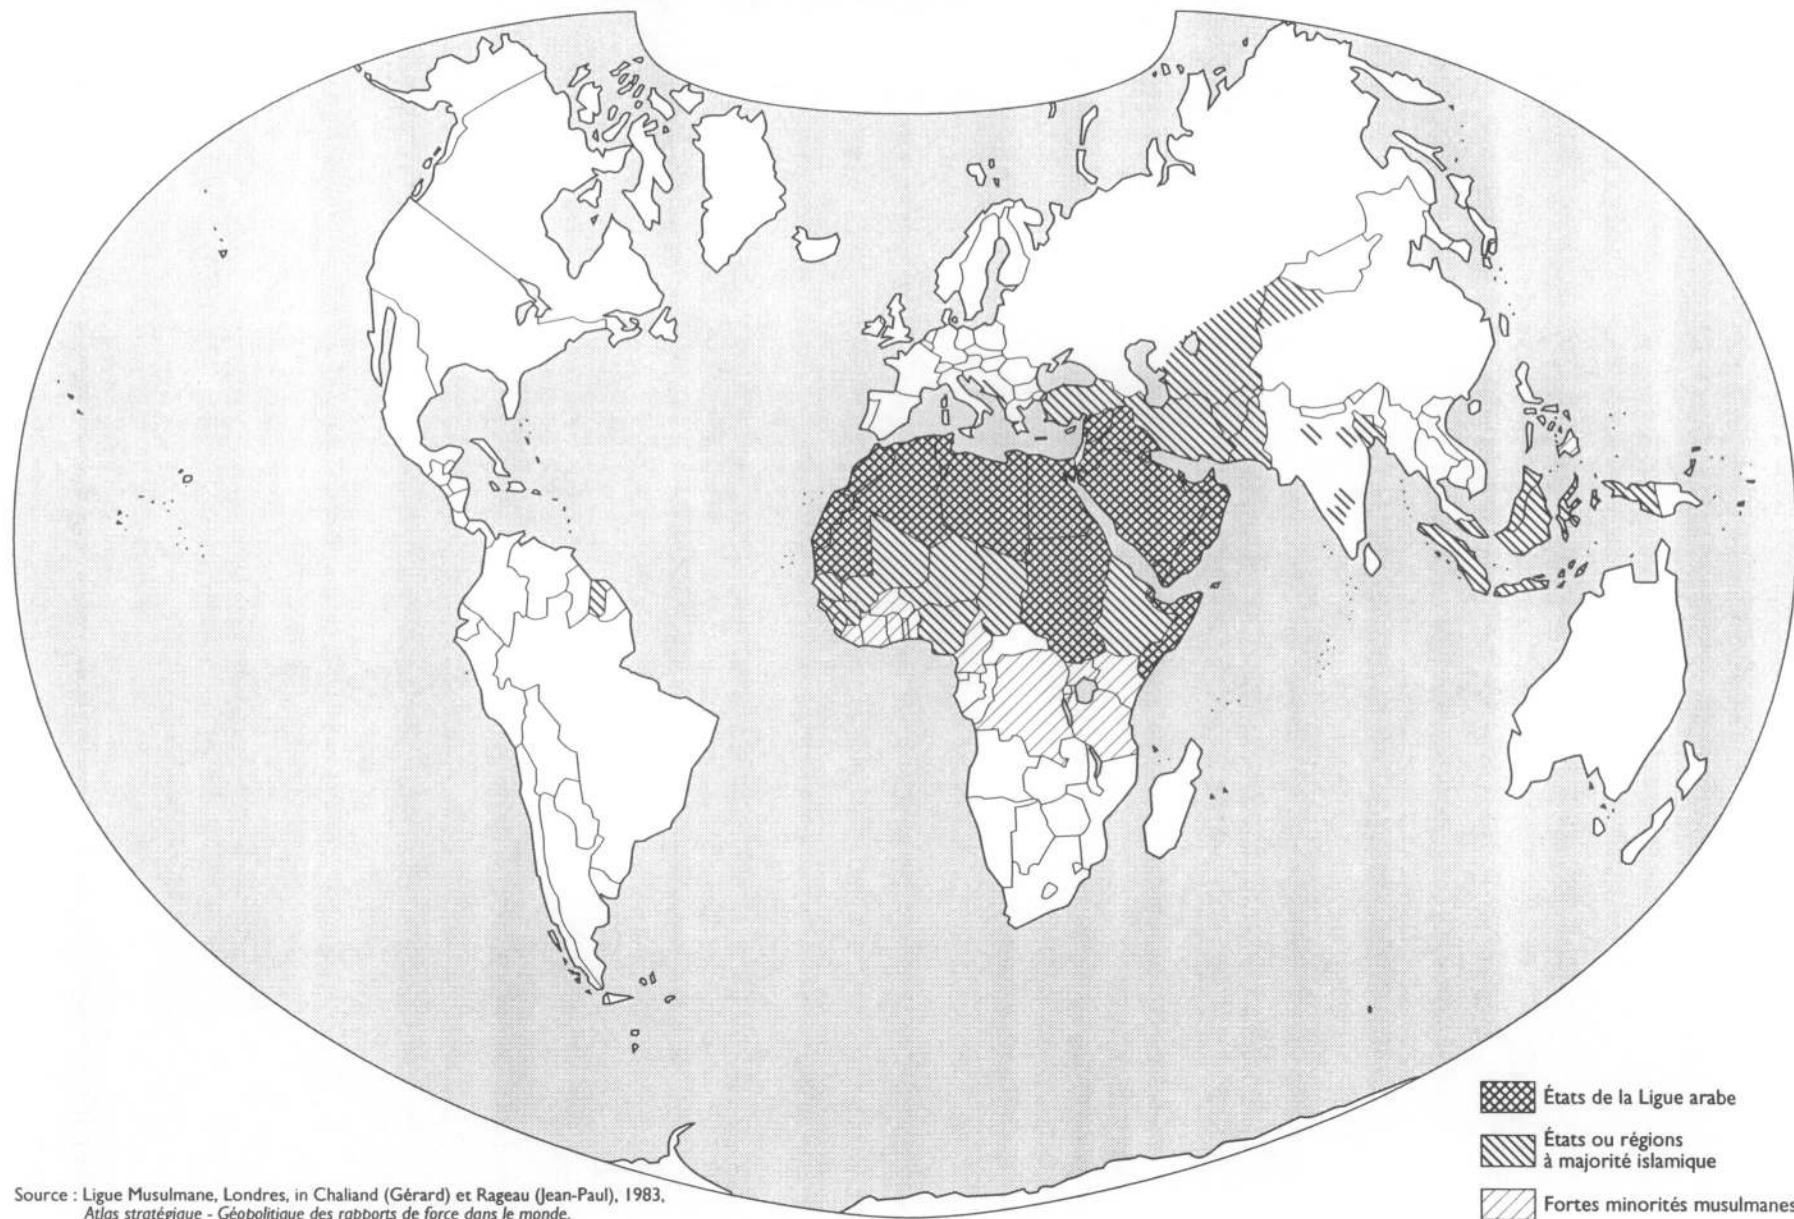 États de la Ligue arabe
États ou régions
à majorité islamique
Fortes minorités musulmanes
Source : Ligue Musulmane, Londres, in Chaliand (Gérard) et Rageau (Jean-Paul), 1983,
Atlas stratégique - Géopolitique des rapports de force dans le monde.